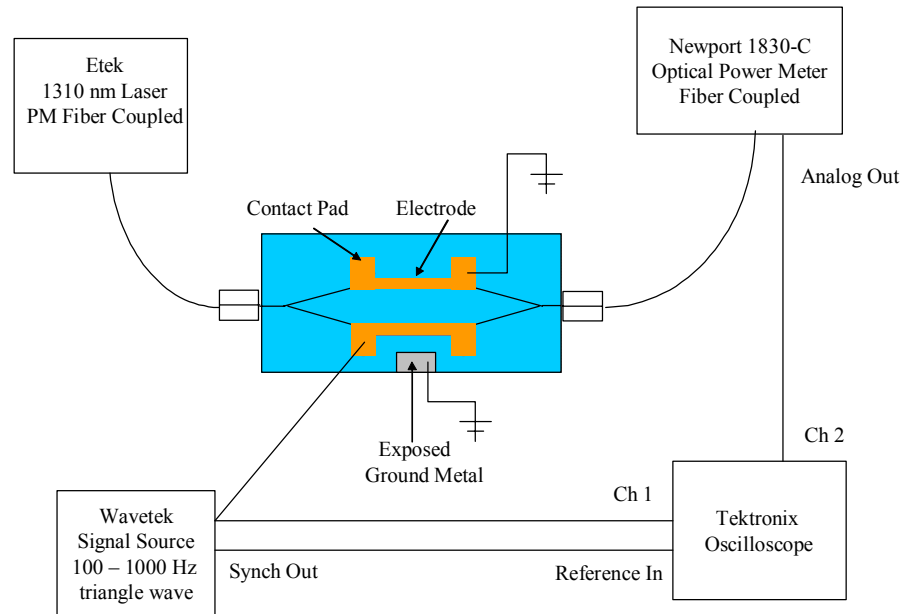 Etek
1310 nm Laser
PM Fiber Coupled
Newport 1830-C
Optical Power Meter
Fiber Coupled
Analog Out
Contact Pad
Electrode
Exposed
Ground Metal
Ch 2
Ch 1
Wavetek
Signal Source
100 – 1000 Hz
triangle wave
Synch Out
Reference In
Tektronix
Oscilloscope